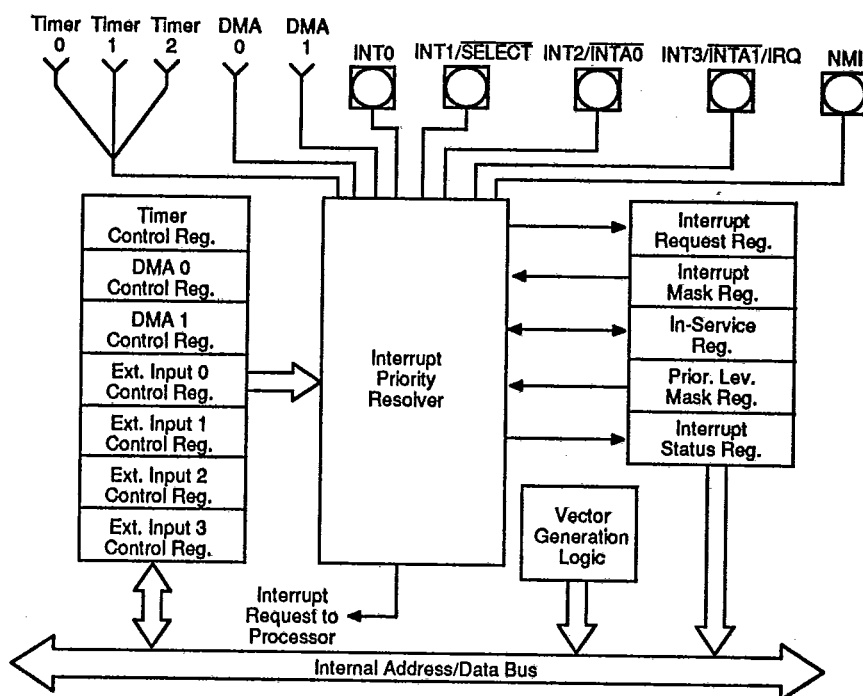 Timer Timer Timer DMA DMA
0 1 2 0 1
INT0 INT1/SELECT INT2/INTA0 INT3/INTA1/IRQ NMI
Timer
Control Reg.
DMA 0
Control Reg.
DMA 1
Control Reg.
Ext. Input 0
Control Reg.
Ext. Input 1
Control Reg.
Ext. Input 2
Control Reg.
Ext. Input 3
Control Reg.
Interrupt
Priority
Resolver
Interrupt
Request Reg.
Interrupt
Mask Reg.
In-Service
Reg.
Prior. Lev.
Mask Reg.
Interrupt
Status Reg.
Vector
Generation
Logic
Interrupt
Request to
Processor
Internal Address/Data Bus